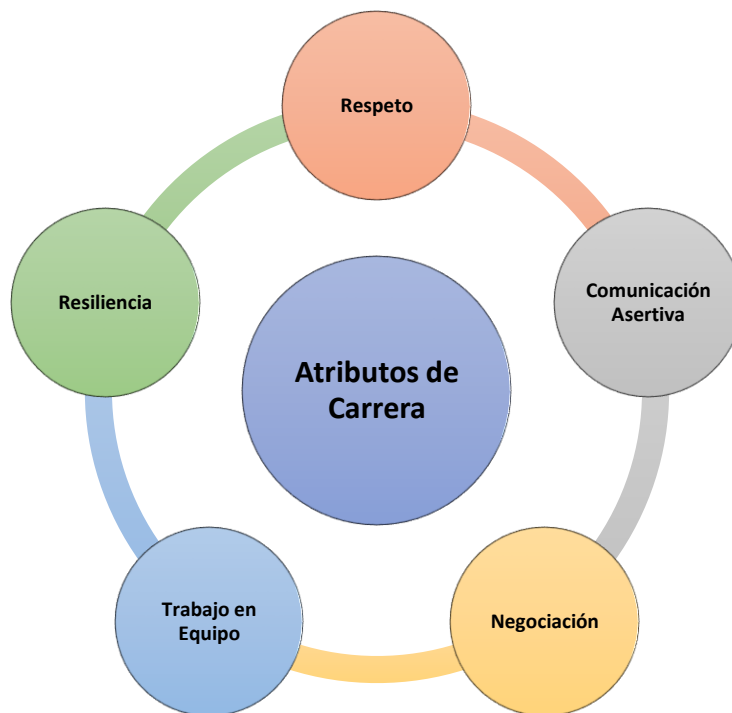 Respeto
Comunicación
Asertiva
Resiliencia
Atributos de
Carrera
Trabajo en
Equipo
Negociación